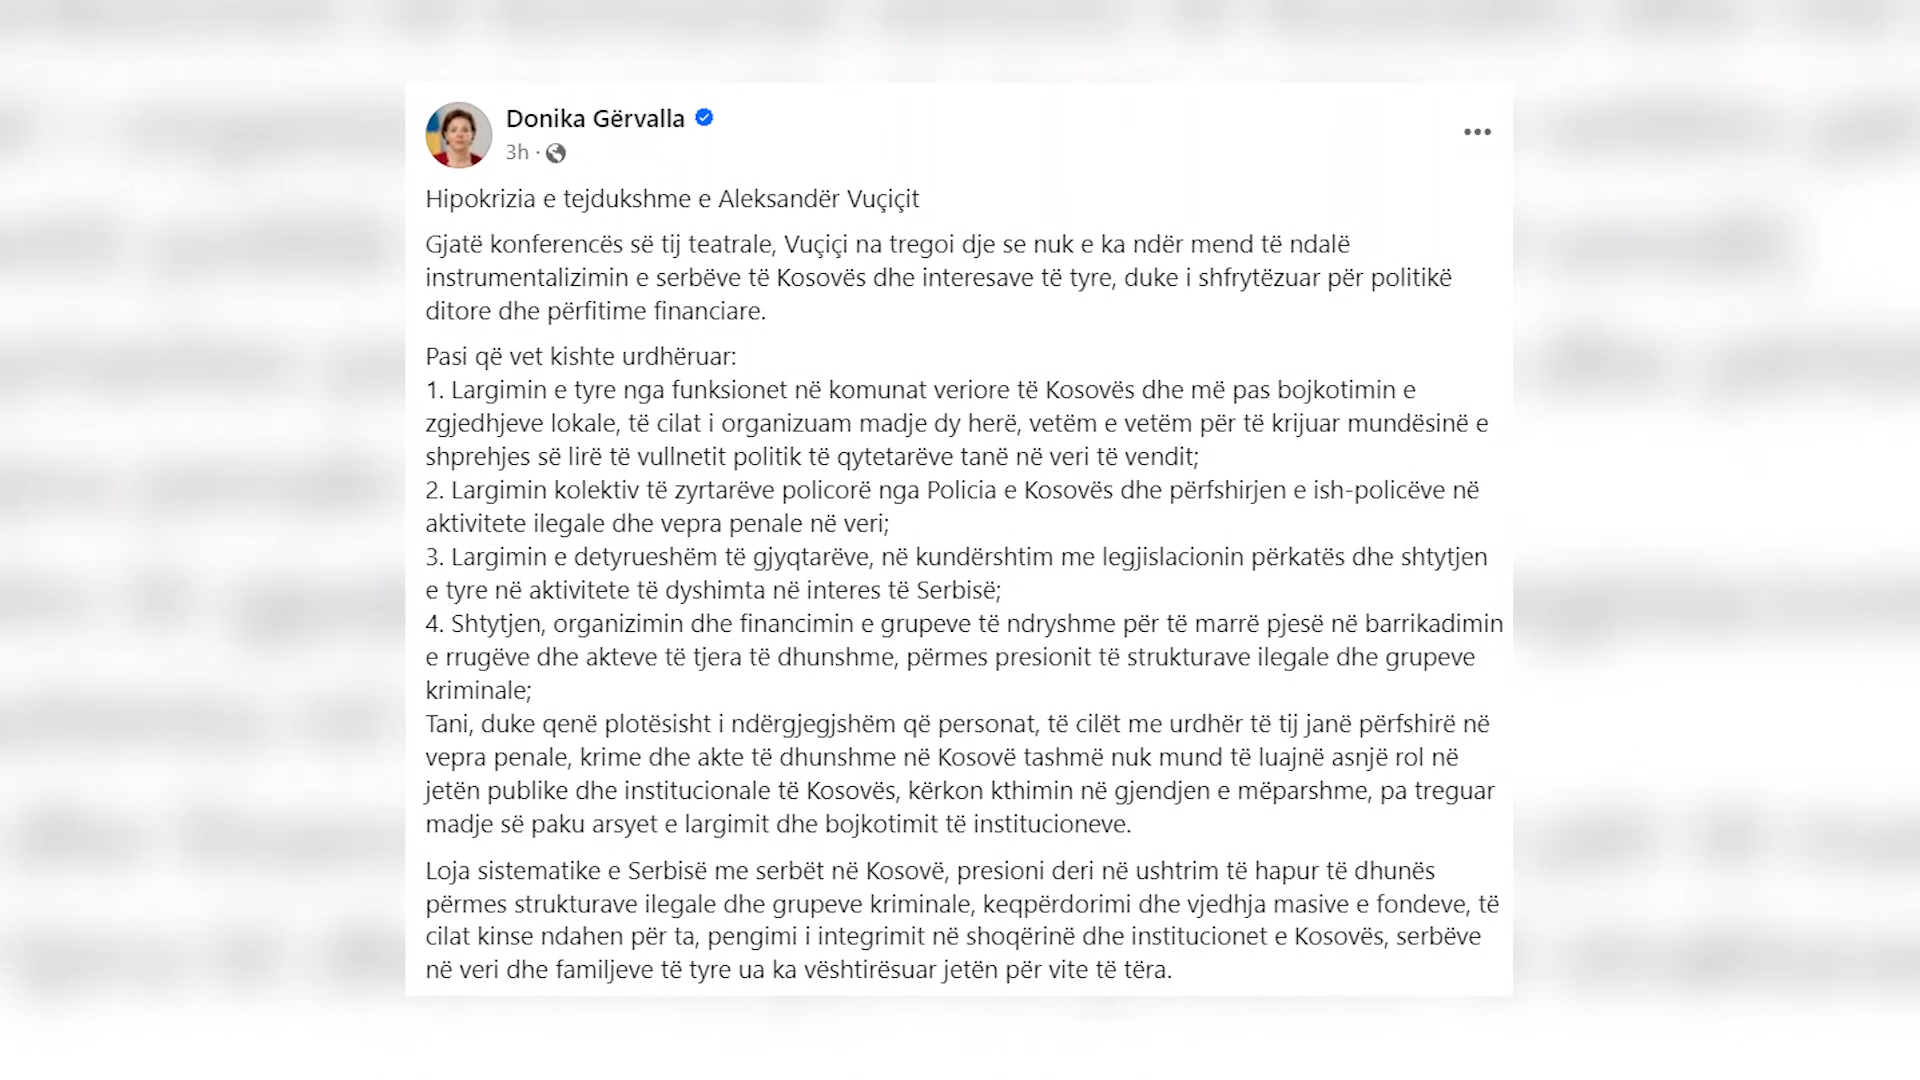 Donika Gërvalla
3h ·
Hipokrizia e tejdukshme e Aleksandër Vuçiçit
Gjatë konferencës së tij teatrale, Vuçiçi na tregoi dje se nuk e ka ndër mend të ndalë
instrumentalizimin e serbëve të Kosovës dhe interesave të tyre, duke i shfrytëzuar për politikë
ditore dhe përfitime financiare.
Pasi që vet kishte urdhëruar:
1. Largimin e tyre nga funksionet në komunat veriore të Kosovës dhe më pas bojkotimin e
zgjedhjeve lokale, të cilat i organizuam madje dy herë, vetëm e vetëm për të krijuar mundësinë e
shprehjes së lirë të vullnetit politik të qytetarëve tanë në veri të vendit;
2. Largimin kolektiv të zyrtarëve policorë nga Policia e Kosovës dhe përfshirjen e ish-policëve në
aktivitete ilegale dhe vepra penale në veri;
3. Largimin e detyrueshëm të gjyqtarëve, në kundërshtim me legjislacionin përkatës dhe shtytjen
e tyre në aktivitete të dyshimta në interes të Serbisë;
4. Shtytjen, organizimin dhe financimin e grupeve të ndryshme për të marrë pjesë në barrikadimin
e rrugëve dhe akteve të tjera të dhunshme, përmes presionit të strukturave ilegale dhe grupeve
kriminale;
Tani, duke qenë plotësisht i ndërgjegjshëm që personat, të cilët me urdhër të tij janë përfshirë në
vepra penale, krime dhe akte të dhunshme në Kosovë tashmë nuk mund të luajnë asnjë rol në
jetën publike dhe institucionale të Kosovës, kërkon kthimin në gjendjen e mëparshme, pa treguar
madje së paku arsyet e largimit dhe bojkotimit të institucioneve.
Loja sistematike e Serbisë me serbët në Kosovë, presioni deri në ushtrim të hapur të dhunës
përmes strukturave ilegale dhe grupeve kriminale, keqpërdorimi dhe vjedhja masive e fondeve, të
cilat kinse ndahen për ta, pengimi i integrimit në shoqërinë dhe institucionet e Kosovës, serbëve
në veri dhe familjeve të tyre ua ka vështirësuar jetën për vite të tëra.